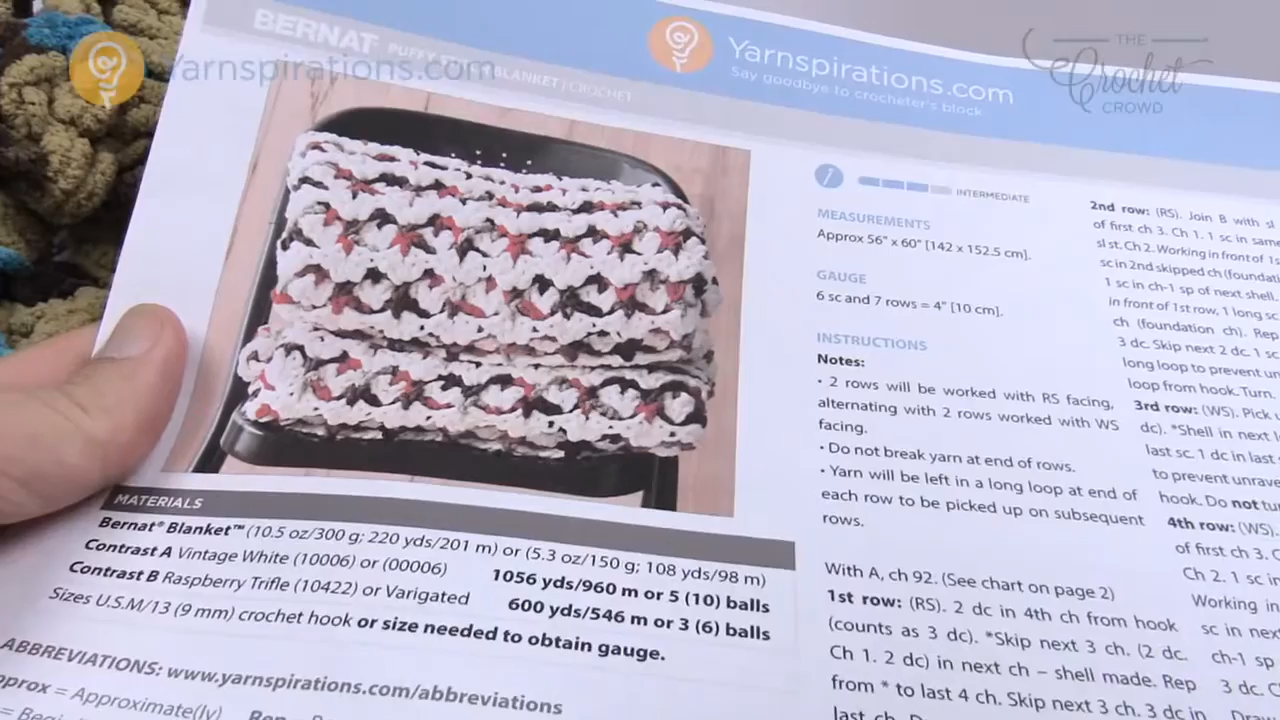 Yarnspirations.com
THE
Crochet
CROWD
BERNAT
BLANKET | CROCHET
Yarnspirations.com
Say goodbye to crocheter's block
INTERMEDIATE
MEASUREMENTS
Approx 56" x 60" [142 x 152.5 cm].
GAUGE
6 sc and 7 rows = 4" [10 cm].
INSTRUCTIONS
Notes:
• 2 rows will be worked with RS facing,
alternating with 2 rows worked with WS
facing.
• Do not break yarn at end of rows.
• Yarn will be left in a long loop at end of
each row to be picked up on subsequent
rows.
With A, ch 92. (See chart on page 2)
1st row: (RS). 2 dc in 4th ch from hook
(counts as 3 dc). *Skip next 3 ch. (2 dc.
Ch 1. 2 dc) in next ch – shell made. Rep
from * to last 4 ch. Skip next 3 ch. 3 dc in
last ch.
2nd row: (RS). Join B with sl
of first ch 3. Ch 1. 1 sc in same
sl st. Ch 2. Working in front of 1s
sc in 2nd skipped ch (foundat
1 sc in ch-1 sp of next shell.
in front of 1st row, 1 long sc
ch (foundation ch). Rep
3 dc. Skip next 2 dc. 1 sc
long loop to prevent un
loop from hook. Turn.
3rd row: (WS). Pick
dc). *Shell in next
last sc. 1 dc in last
to prevent unrave
hook. Do not tu
4th row: (WS).
of first ch 3. C
Ch 2. 1 sc in
Working in
sc in nex
ch-1 sp
3 dc. C
MATERIALS
Bernat® Blanket™ (10.5 oz/300 g; 220 yds/201 m) or (5.3 oz/150 g; 108 yds/98 m)
Contrast A Vintage White (10006) or (00006) 1056 yds/960 m or 5 (10) balls
Contrast B Raspberry Trifle (10422) or Varigated 600 yds/546 m or 3 (6) balls
Sizes U.S.M/13 (9 mm) crochet hook or size needed to obtain gauge.
ABBREVIATIONS: www.yarnspirations.com/abbreviations
pprox = Approximate(ly)